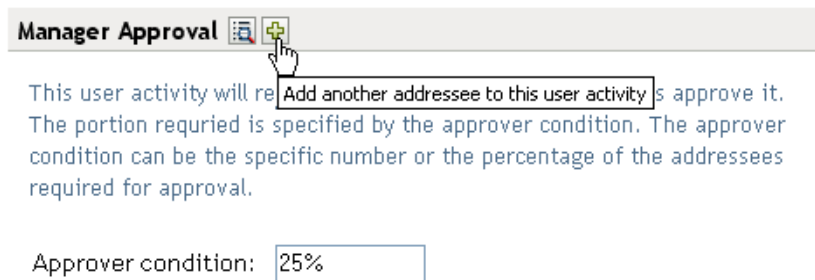 Manager Approval
This user activity will re Add another addressee to this user activity s approve it.
The portion requried is specified by the approver condition. The approver
condition can be the specific number or the percentage of the addressees
required for approval.
Approver condition: 25%